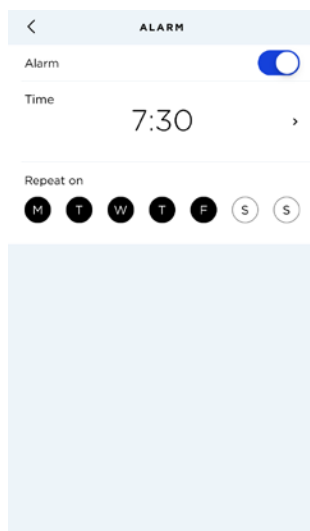 ALARM
Alarm
Time
7:30
Repeat on
M T W T F S S